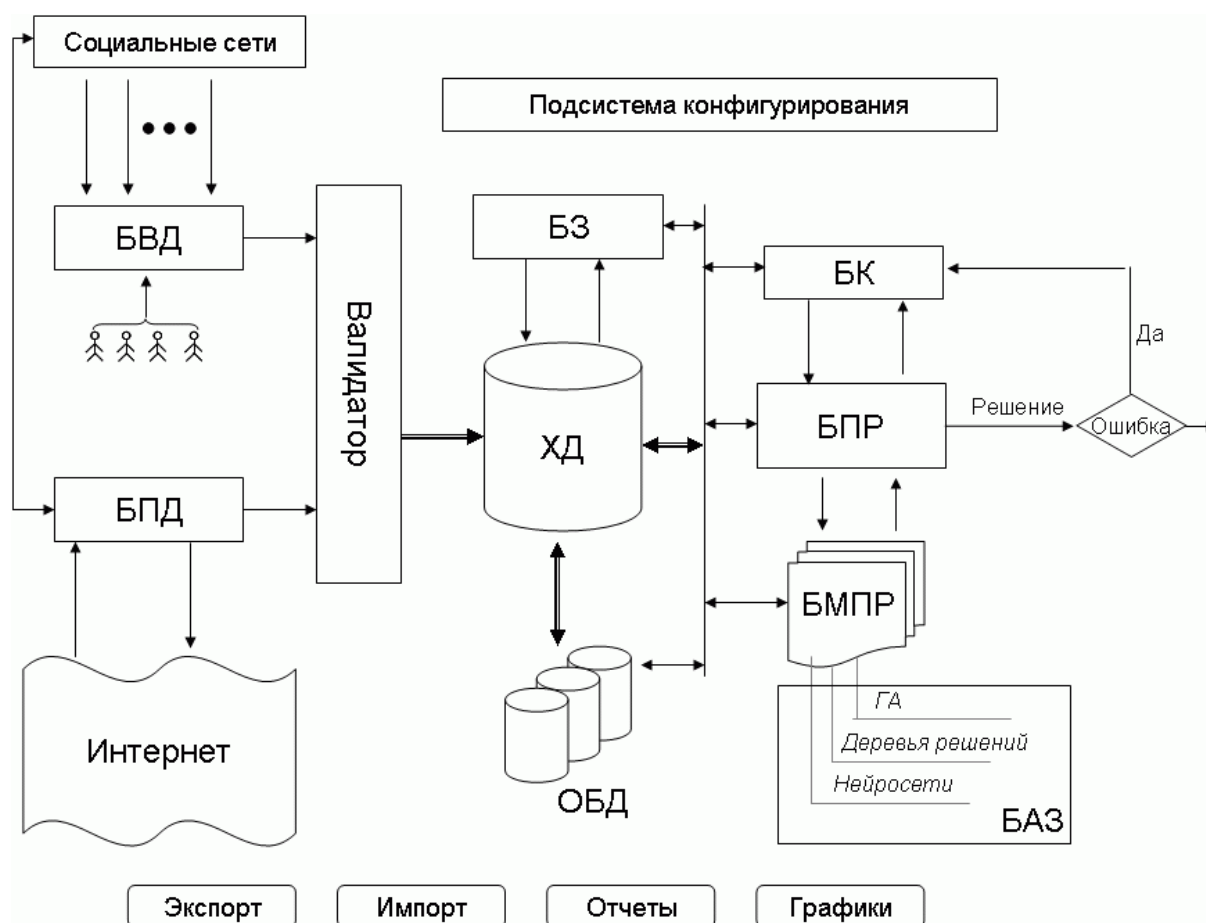 Социальные сети
Подсистема конфигурирования
БВД
БЗ
БК
Валидатор
Да
ХД
БПР
Решение
Ошибка
БПД
БМПР
Интернет
ГА
Деревья решений
Нейросети
ОБД
БАЗ
Экспорт
Импорт
Отчеты
Графики